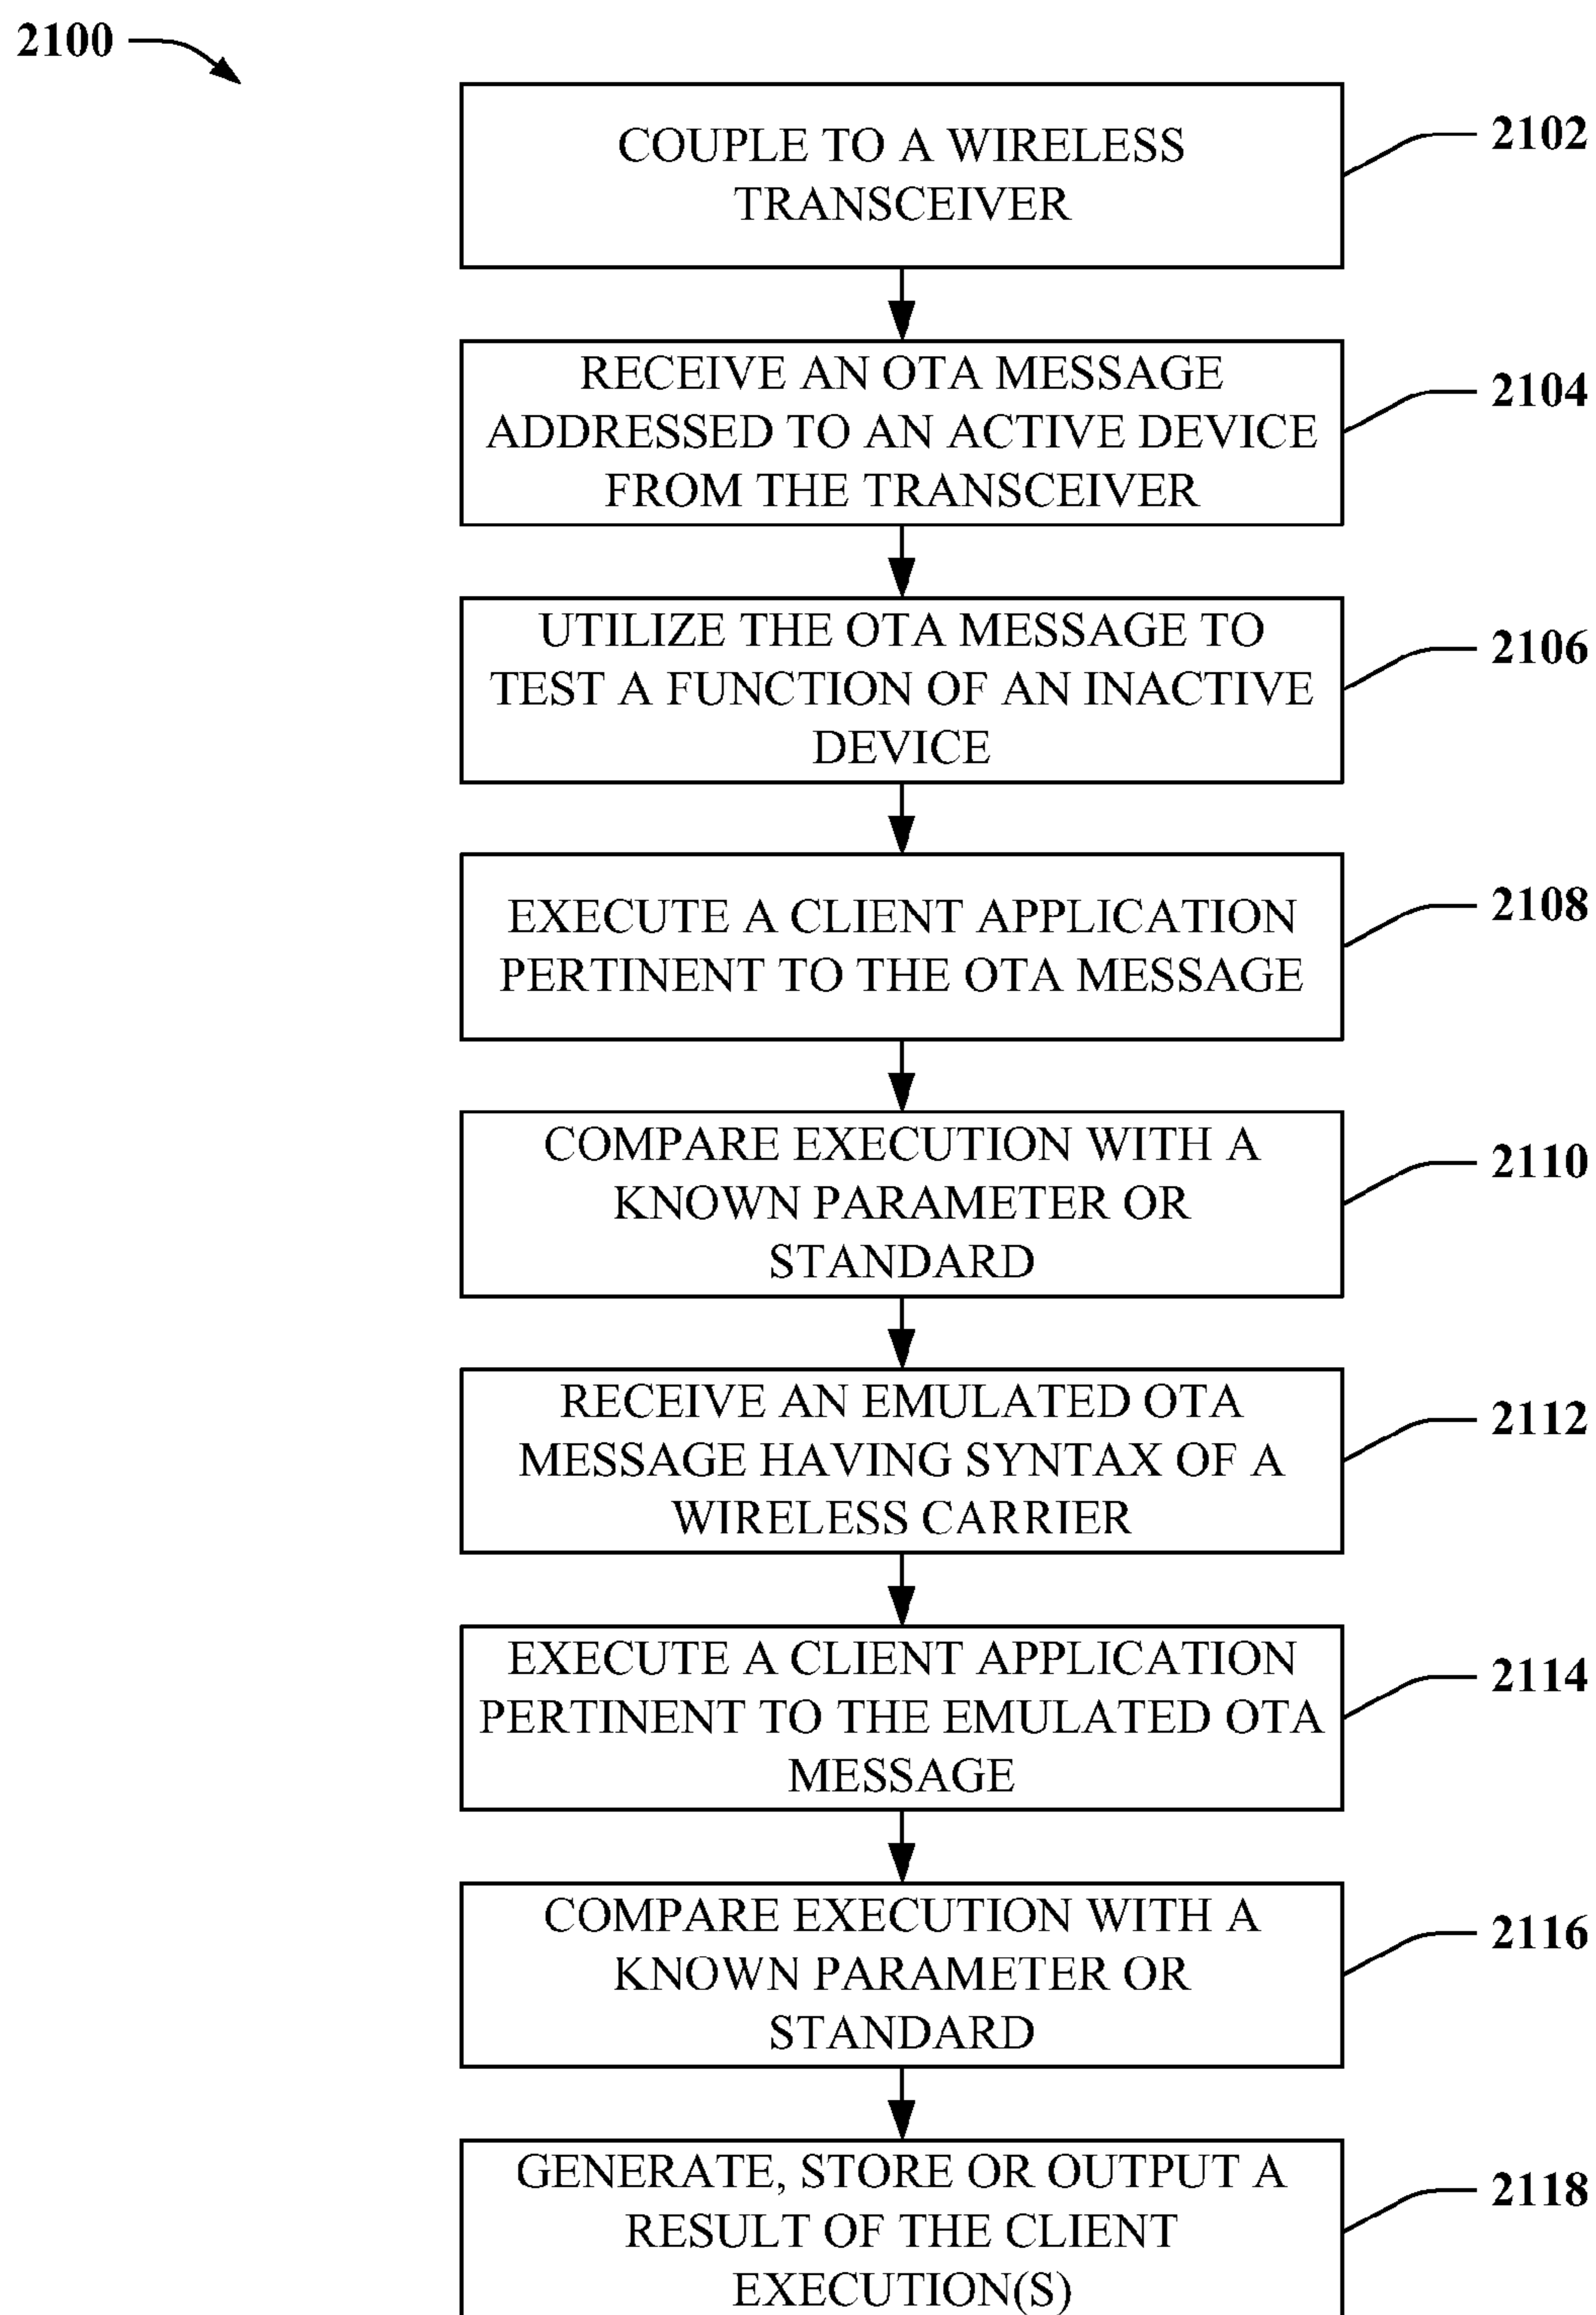 2100
COUPLE TO A WIRELESS
TRANSCEIVER
2102
RECEIVE AN OTA MESSAGE
ADDRESSED TO AN ACTIVE DEVICE
FROM THE TRANSCEIVER
2104
UTILIZE THE OTA MESSAGE TO
TEST A FUNCTION OF AN INACTIVE
DEVICE
2106
EXECUTE A CLIENT APPLICATION
PERTINENT TO THE OTA MESSAGE
2108
COMPARE EXECUTION WITH A
KNOWN PARAMETER OR
STANDARD
2110
RECEIVE AN EMULATED OTA
MESSAGE HAVING SYNTAX OF A
WIRELESS CARRIER
2112
EXECUTE A CLIENT APPLICATION
PERTINENT TO THE EMULATED OTA
MESSAGE
2114
COMPARE EXECUTION WITH A
KNOWN PARAMETER OR
STANDARD
2116
GENERATE, STORE OR OUTPUT A
RESULT OF THE CLIENT
EXECUTION(S)
2118